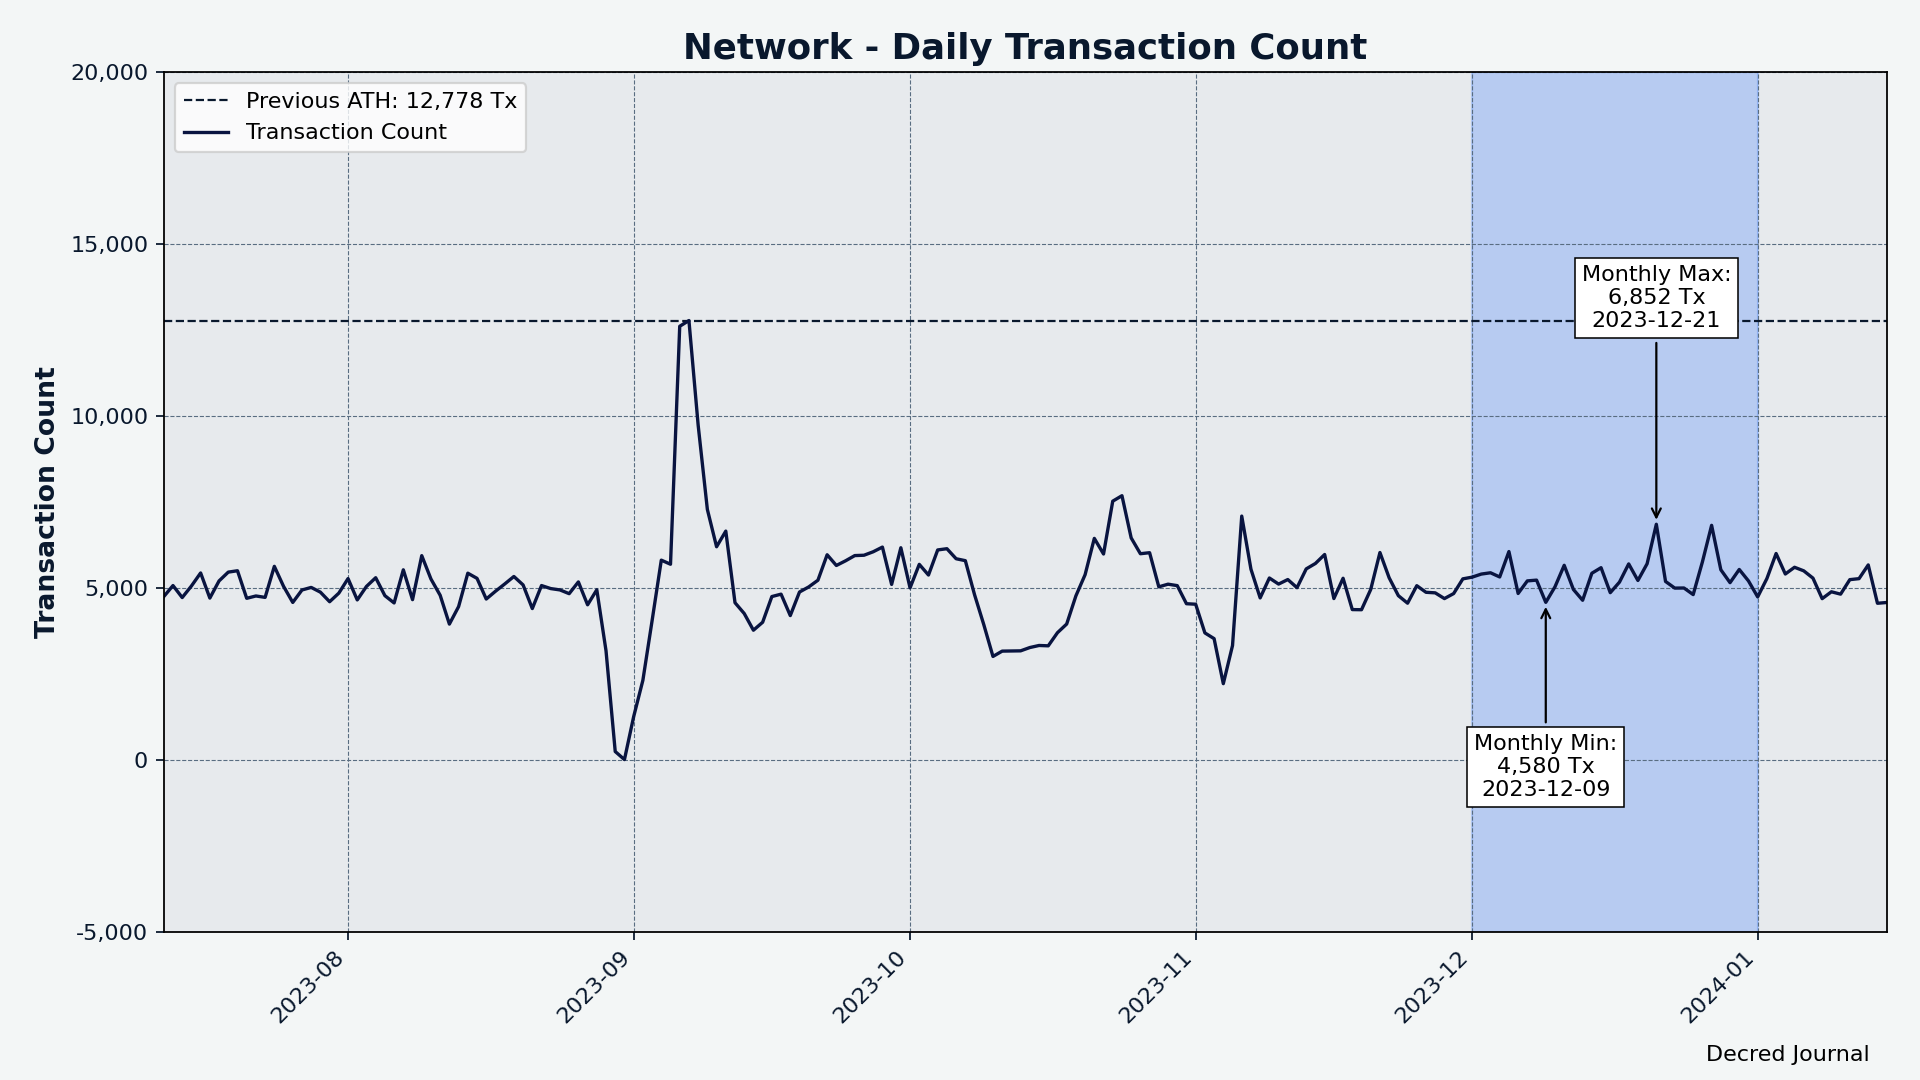 Network - Daily Transaction Count
Previous ATH: 12,778 Tx
Transaction Count
Transaction Count
20,000
15,000
10,000
5,000
0
-5,000
Monthly Max:
6,852 Tx
2023-12-21
Monthly Min:
4,580 Tx
2023-12-09
2023-08
2023-09
2023-10
2023-11
2023-12
2024-01
Decred Journal